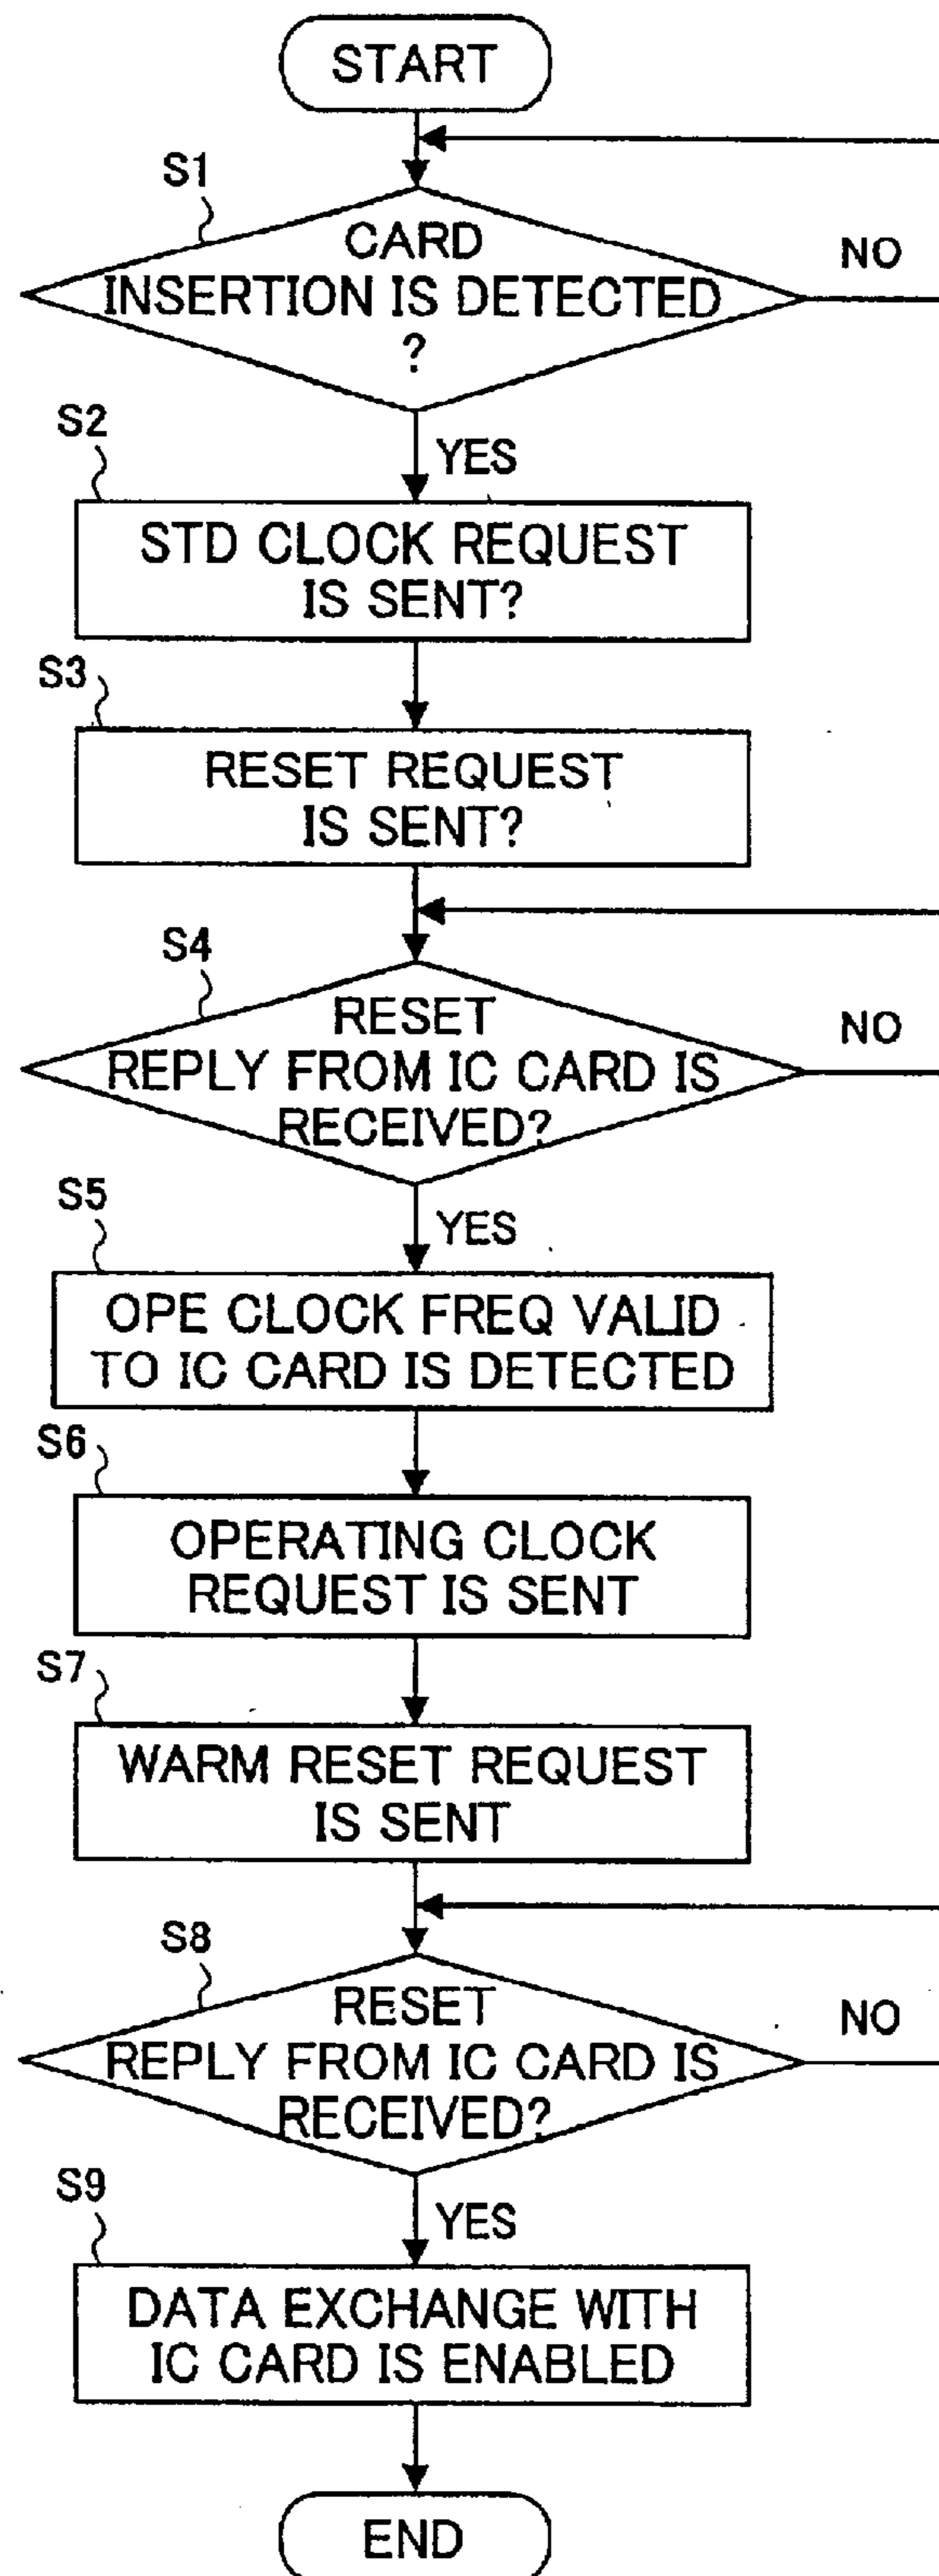 START
S1
CARD
INSERTION IS DETECTED
?
NO
YES
S2
STD CLOCK REQUEST
IS SENT?
S3
RESET REQUEST
IS SENT?
S4
RESET
REPLY FROM IC CARD IS
RECEIVED?
NO
YES
S5
OPE CLOCK FREQ VALID
TO IC CARD IS DETECTED
S6
OPERATING CLOCK
REQUEST IS SENT
S7
WARM RESET REQUEST
IS SENT
S8
RESET
REPLY FROM IC CARD IS
RECEIVED?
NO
YES
S9
DATA EXCHANGE WITH
IC CARD IS ENABLED
END